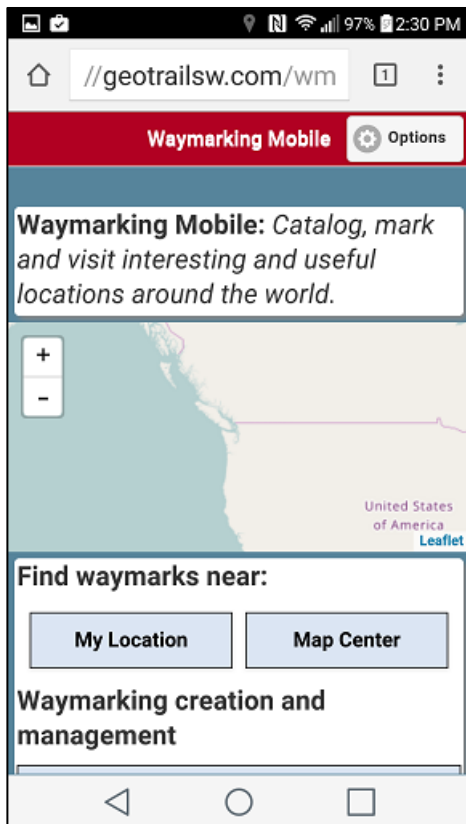 97% 2:30 PM
//geotrailsw.com/wm 1
Waymarking Mobile Options
Waymarking Mobile: Catalog, mark
and visit interesting and useful
locations around the world.
+
-
United States
of America
Leaflet
Find waymarks near:
My Location Map Center
Waymarking creation and
management